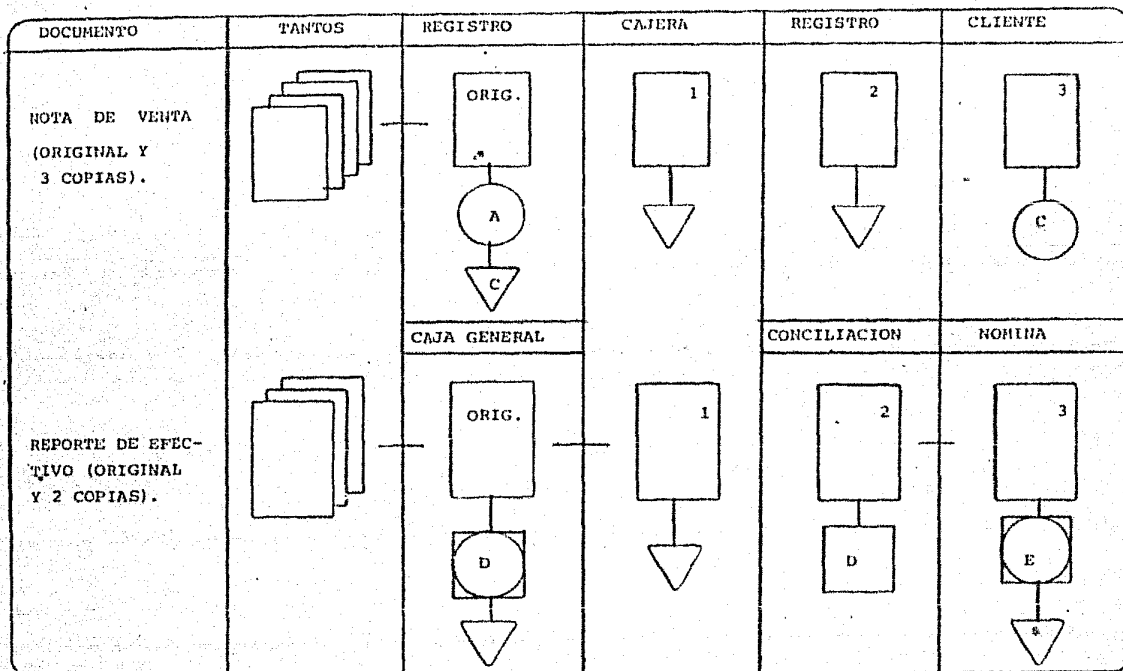 DOCUMENTO
TANTOS
REGISTRO
CAJERA
REGISTRO
CLIENTE
NOTA DE VENTA
(ORIGINAL Y
3 COPIAS).
ORIG.
1
2
3
A
C
C
CAJA GENERAL
CONCILIACION
NOMINA
REPORTE DE EFEC-
TIVO (ORIGINAL
Y 2 COPIAS).
ORIG.
1
2
3
D
D
E